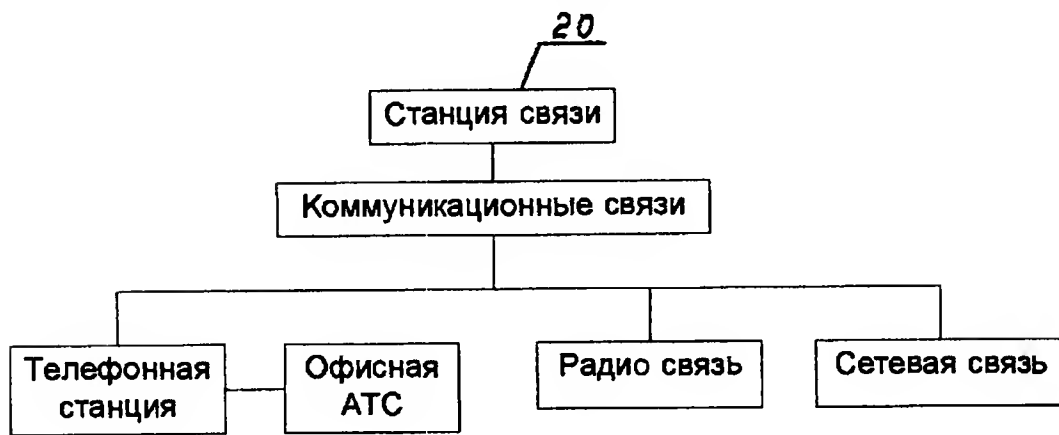 20
Станция связи
Коммуникационные связи
Телефонная
станция
Офисная
АТС
Радио связь
Сетевая связь